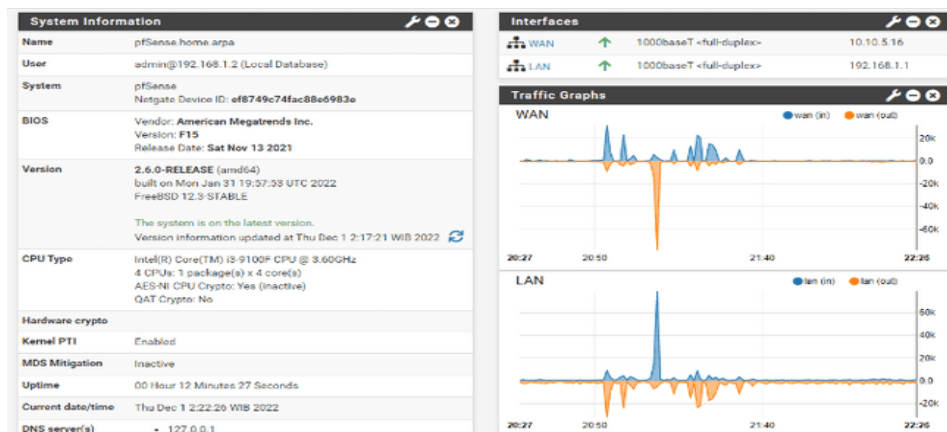 System Information
Name pfSense.home.arpa
User admin@192.168.1.2 (Local Database)
System pfSense
Netgate Device ID: ef8749c74fac88e6983e
BIOS Vendor: American Megatrends Inc.
Version: F15
Release Date: Sat Nov 13 2021
Version 2.6.0-RELEASE (amd64)
built on Mon Jan 31 19:57:53 UTC 2022
FreeBSD 12.3-STABLE
The system is on the latest version.
Version information updated at Thu Dec 1 2:17:21 WIB 2022
CPU Type Intel(R) Core(TM) i3-9100F CPU @ 3.60GHz
4 CPUs: 1 package(s) x 4 core(s)
AES-NI CPU Crypto: Yes (inactive)
QAT Crypto: No
Hardware crypto
Kernel PTI Enabled
MDS Mitigation Inactive
Uptime 00 Hour 12 Minutes 27 Seconds
Current date/time Thu Dec 1 2:22:26 WIB 2022
DNS server(s) • 127.0.0.1
Interfaces
WAN 1000baseT <full-duplex> 10.10.5.16
LAN 1000baseT <full-duplex> 192.168.1.1
Traffic Graphs
WAN
wan (in) wan (out)
20k
0.0
-20k
-40k
-60k
20:27 20:50 21:40 22:26
LAN
lan (in) lan (out)
60k
40k
20k
0.0
-20k
20:27 20:50 21:40 22:26